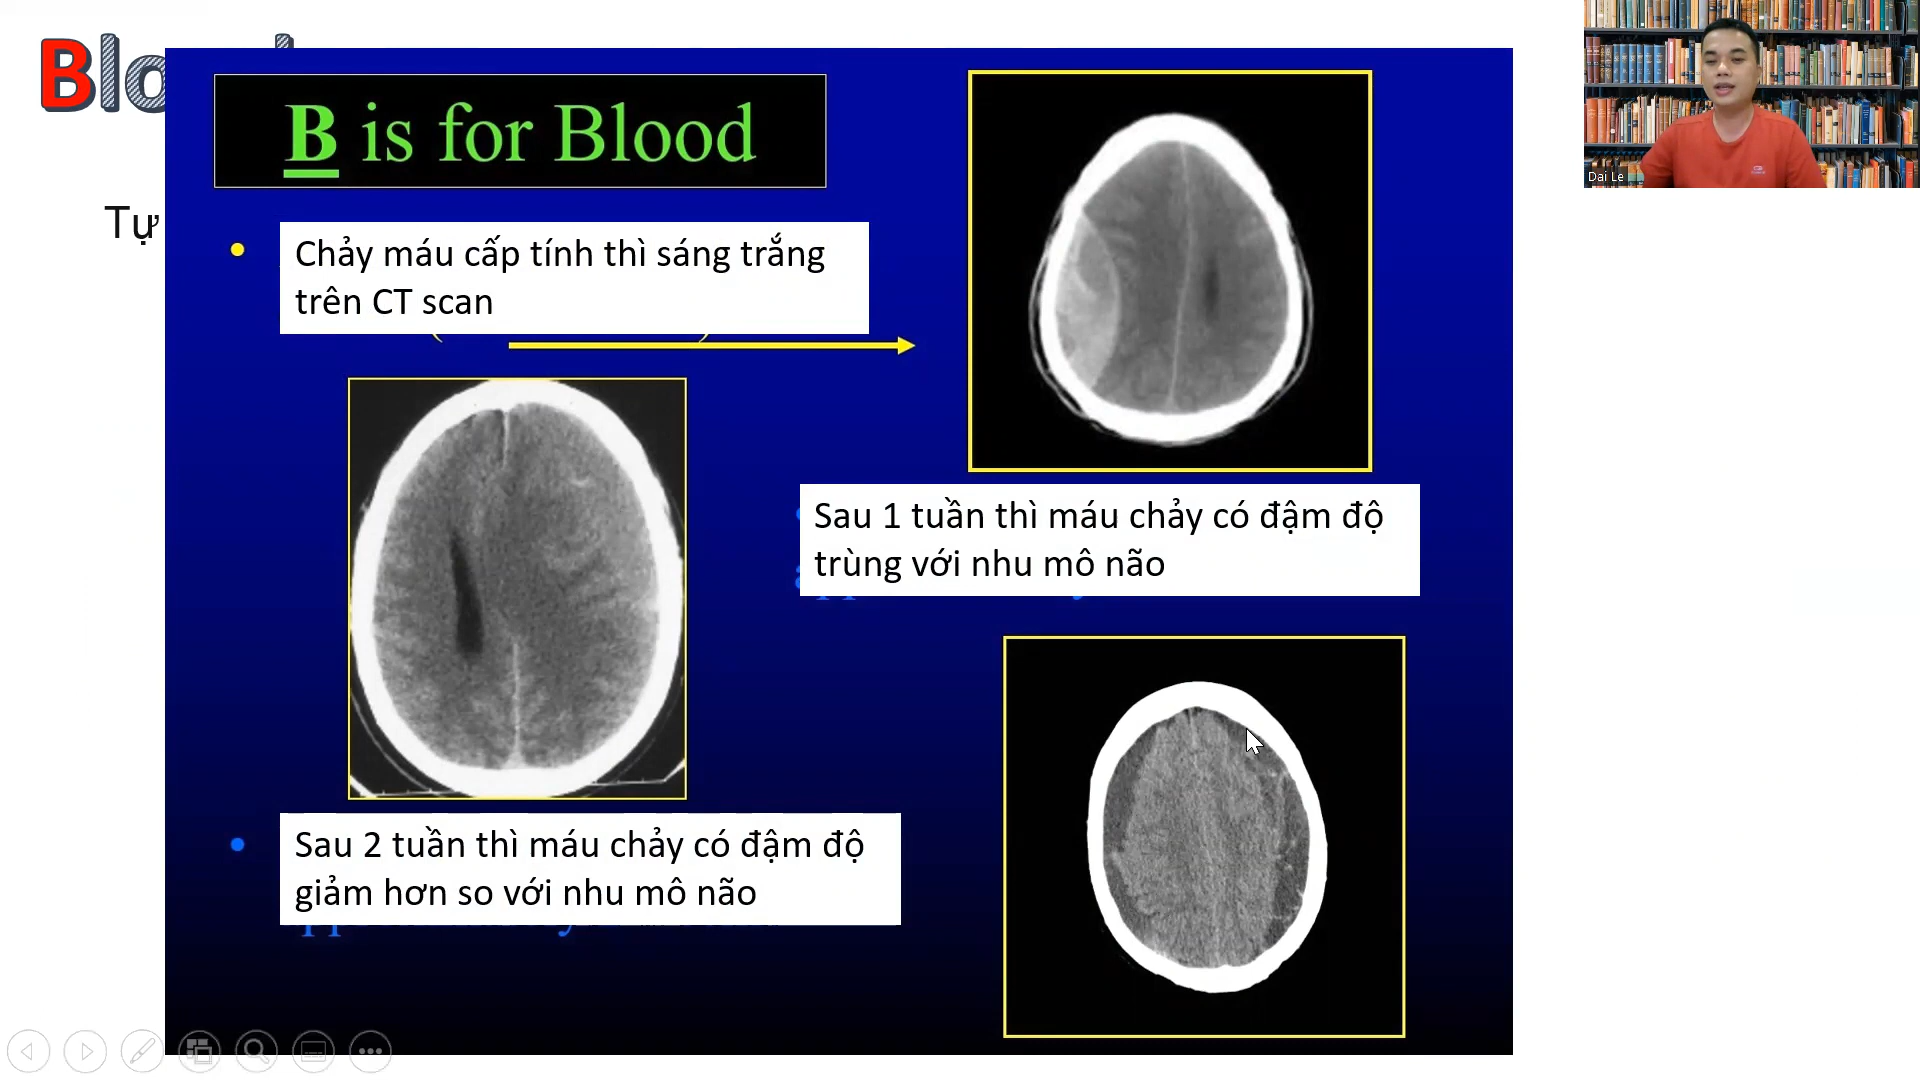 B is for Blood
Tự
Chảy máu cấp tính thì sáng trắng
trên CT scan
Sau 1 tuần thì máu chảy có đậm độ
trùng với nhu mô não
Sau 2 tuần thì máu chảy có đậm độ
giảm hơn so với nhu mô não
Dai Le